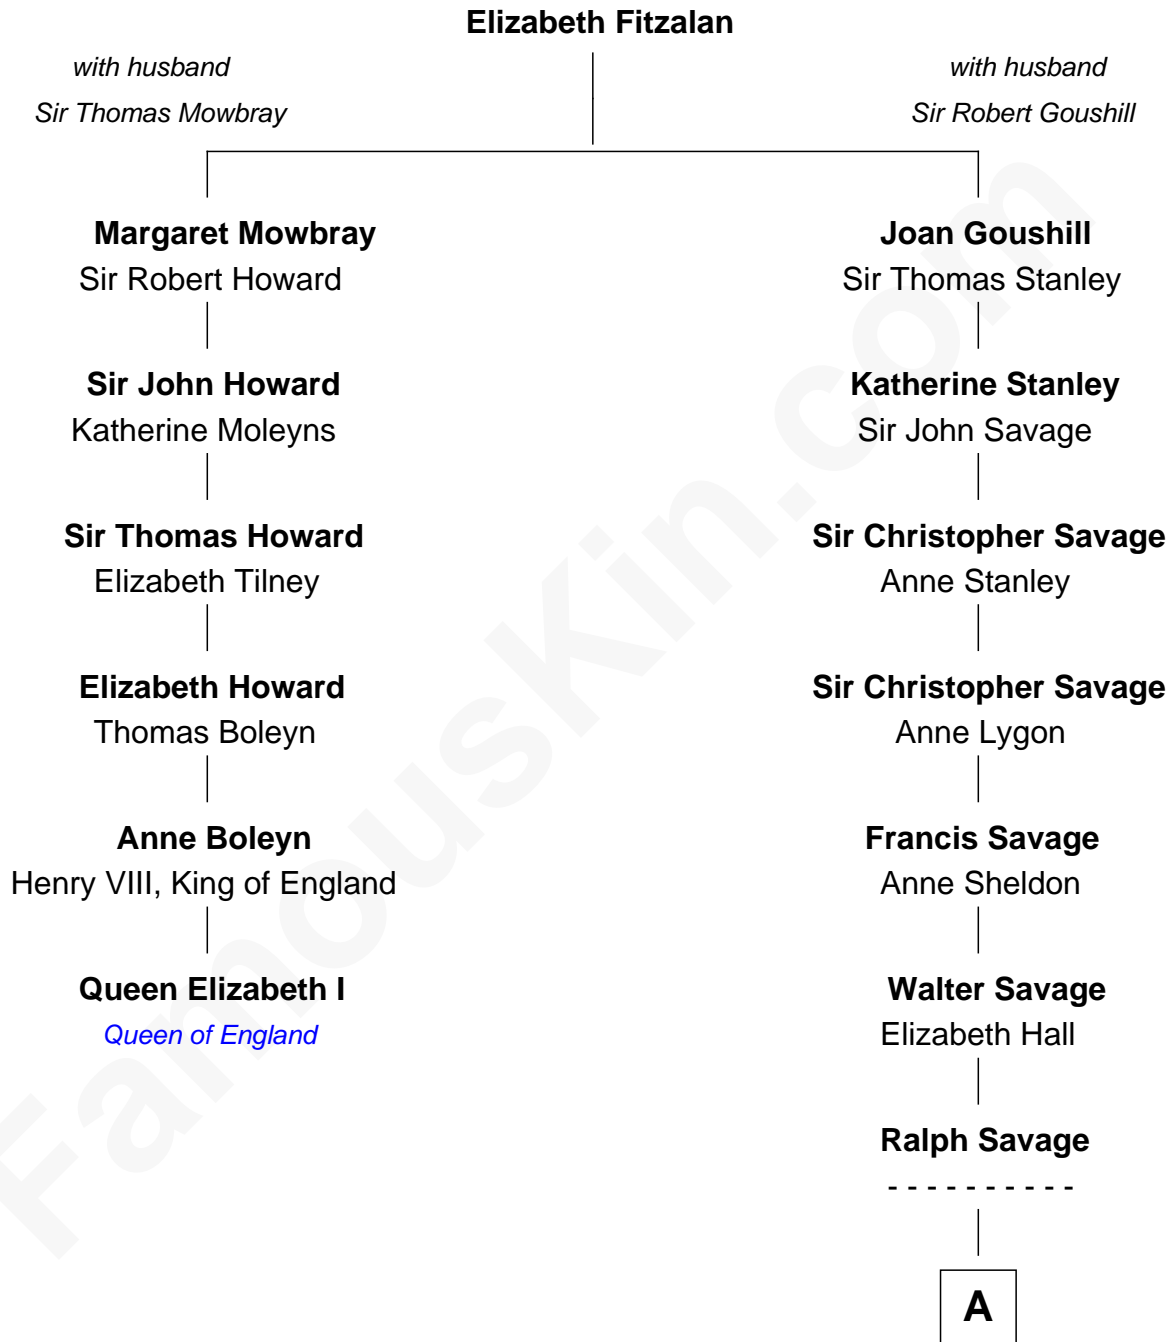 Elizabeth Fitzalan
with husband
Sir Thomas Mowbray
with husband
Sir Robert Goushill
Margaret Mowbray
Sir Robert Howard
Joan Goushill
Sir Thomas Stanley
Sir John Howard
Katherine Moleyns
Katherine Stanley
Sir John Savage
Sir Thomas Howard
Elizabeth Tilney
Sir Christopher Savage
Anne Stanley
Elizabeth Howard
Thomas Boleyn
Sir Christopher Savage
Anne Lygon
Anne Boleyn
Henry VIII, King of England
Francis Savage
Anne Sheldon
Queen Elizabeth I
Queen of England
Walter Savage
Elizabeth Hall
Ralph Savage
- - - - - - - - - -
A
FamousKin.com